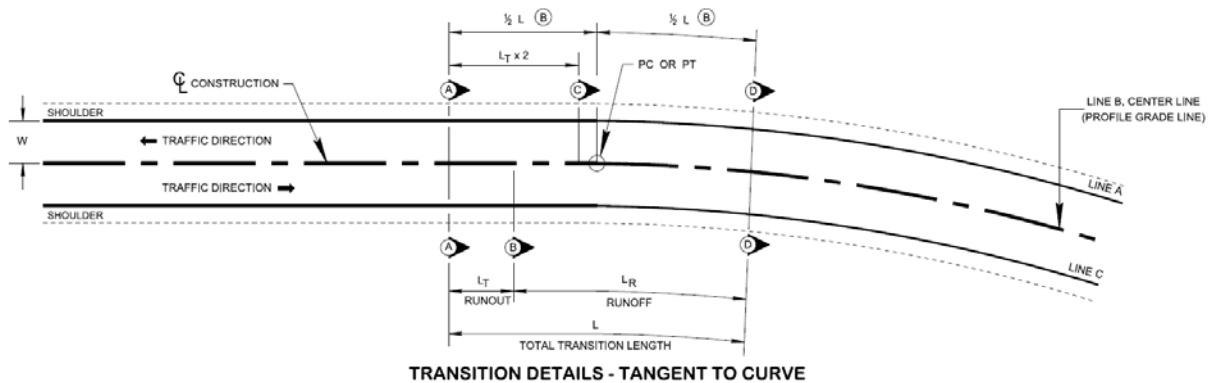 ½ L Ⓑ
½ L Ⓑ
L_T x 2
PC OR PT
℄ CONSTRUCTION
A
C
D
LINE B, CENTER LINE
(PROFILE GRADE LINE)
SHOULDER
W
TRAFFIC DIRECTION
TRAFFIC DIRECTION
LINE A
SHOULDER
A
B
D
LINE C
L_T
RUNOUT
L_R
RUNOFF
L
TOTAL TRANSITION LENGTH
TRANSITION DETAILS - TANGENT TO CURVE